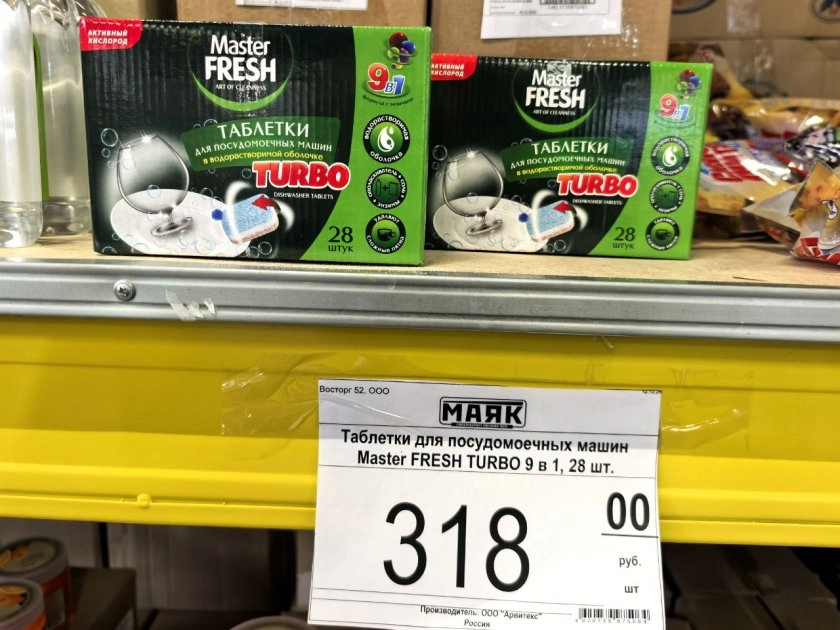 АКТИВНЫЙ
КИСЛОРОД
Master
FRESH
ART OF CLEANNESS
9в1
ТАБЛЕТКИ
ДЛЯ ПОСУДОМОЕЧНЫХ МАШИН
в водорастворимой оболочке
TURBO
DISHWASHER TABLETS
ВОДОРАСТВОРИМАЯ
ОБОЛОЧКА
28
ШТУК
АКТИВНЫЙ
КИСЛОРОД
Master
FRESH
ART OF CLEANNESS
9в1
ТАБЛЕТКИ
ДЛЯ ПОСУДОМОЕЧНЫХ МАШИН
в водорастворимой оболочке
TURBO
DISHWASHER TABLETS
28
ШТУК
Восторг 52, ООО
МАЯК
Таблетки для посудомоечных машин
Master FRESH TURBO 9 в 1, 28 шт.
318 00
руб.
шт
Производитель: ООО "Арвитекс"
Россия